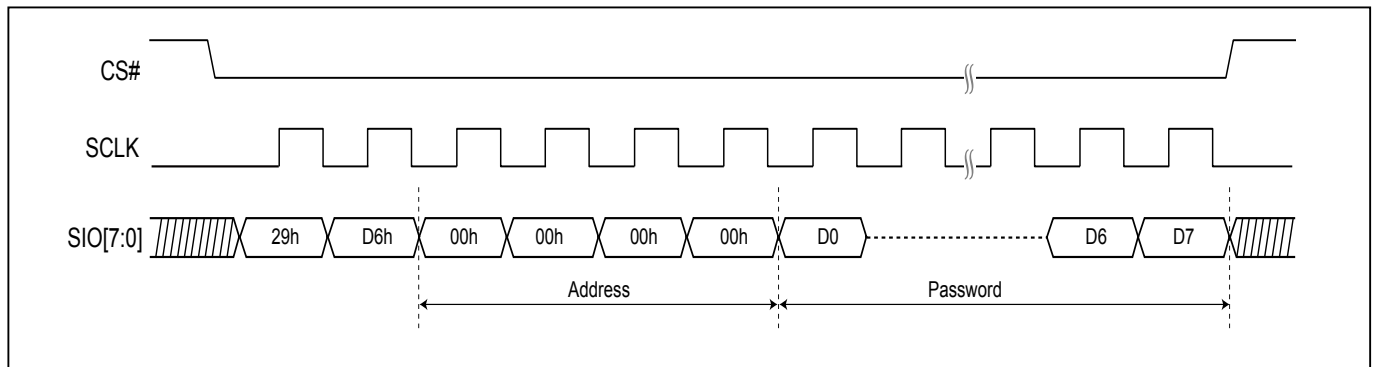 CS#
SCLK
SIO[7:0] 29h D6h 00h 00h 00h 00h D0 D6 D7
Address Password